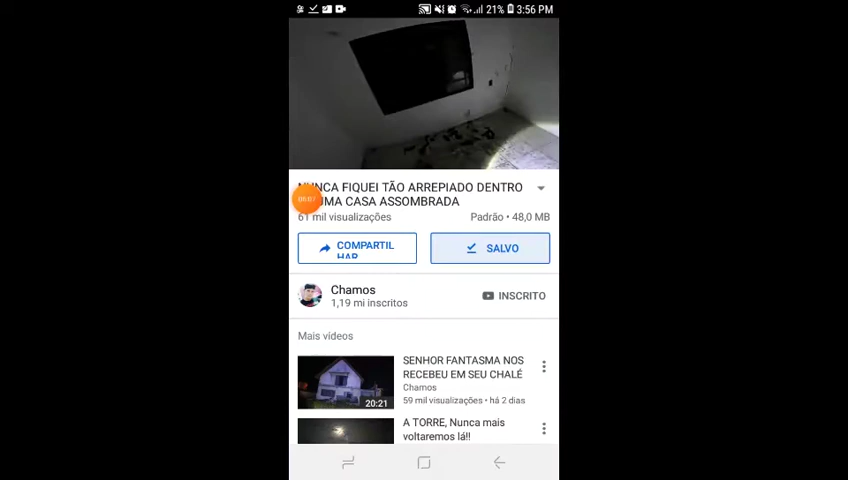 21% 3:56 PM
NUNCA FIQUEI TÃO ARREPIADO DENTRO
UMA CASA ASSOMBRADA
61 mil visualizações
Padrão • 48,0 MB
COMPARTIL
HAR
SALVO
Chamos
1,19 mi inscritos
INSCRITO
Mais vídeos
SENHOR FANTASMA NOS
RECEBEU EM SEU CHALÉ
Chamos
59 mil visualizações • há 2 dias
20:21
A TORRE, Nunca mais
voltaremos lá!!